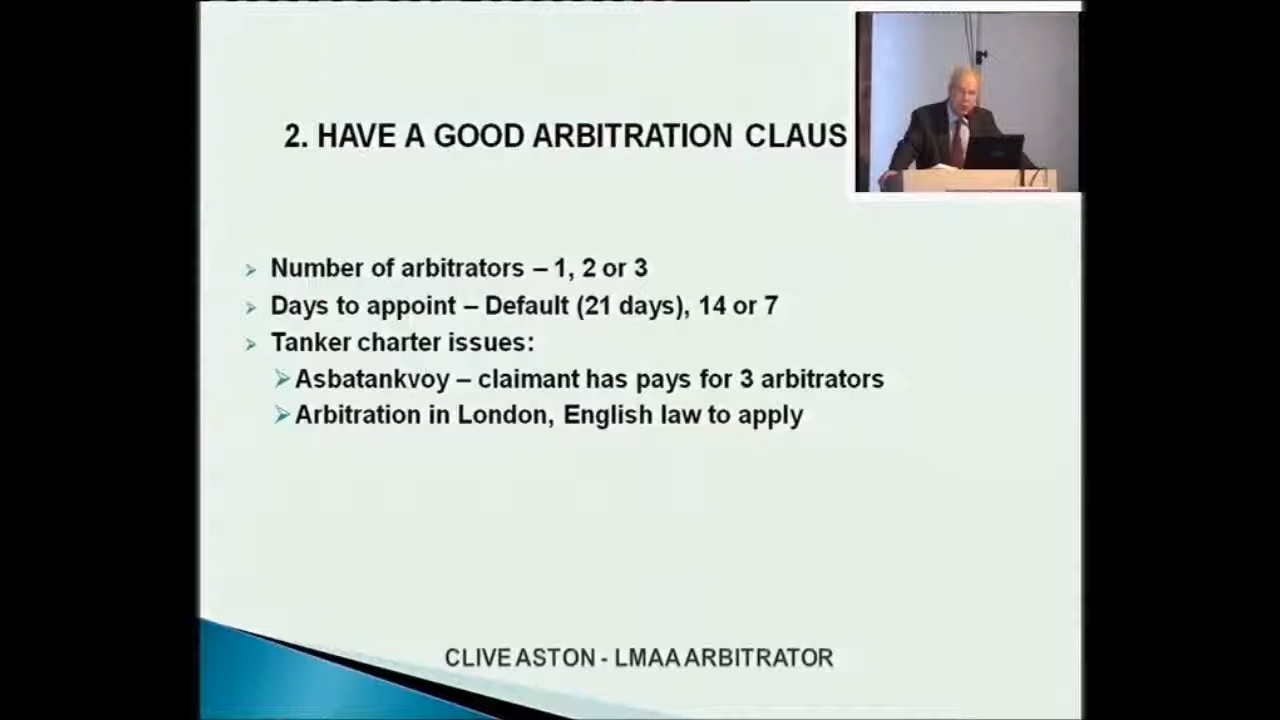 2. HAVE A GOOD ARBITRATION CLAUS
Number of arbitrators – 1, 2 or 3
Days to appoint – Default (21 days), 14 or 7
Tanker charter issues:
Asbatankvoy – claimant has pays for 3 arbitrators
Arbitration in London, English law to apply
CLIVE ASTON - LMAA ARBITRATOR